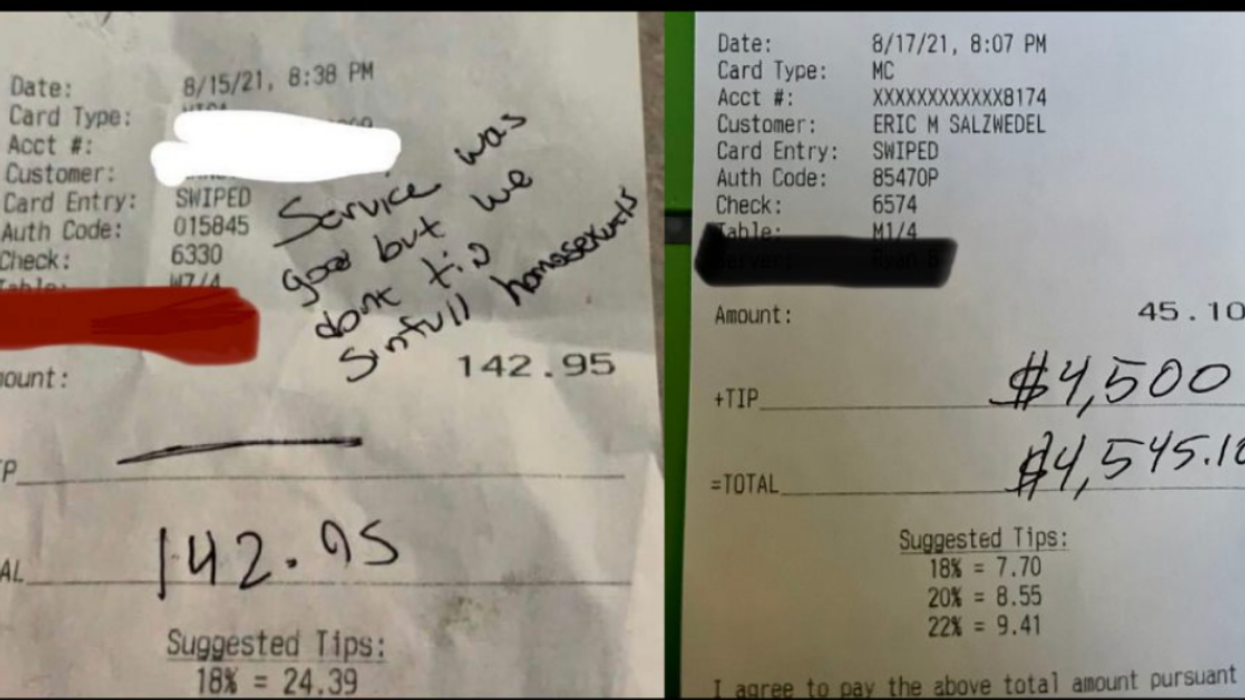 Date: 8/15/21, 8:38 PM
Card Type:
Acct #:
Customer:
Card Entry: SWIPED
Auth Code: 015845
Check: 6330
W7/4
Service was
good but we
dont tip
sinfull homosexuals
ount: 142.95
P
AL 142.95
Suggested Tips:
18% = 24.39
Date: 8/17/21, 8:07 PM
Card Type: MC
Acct #: XXXXXXXXXXXX8174
Customer: ERIC M SALZWEDEL
Card Entry: SWIPED
Auth Code: 85470P
Check: 6574
Table: M1/4
Amount: 45.10
+TIP $4,500
=TOTAL $4,545.10
Suggested Tips:
18% = 7.70
20% = 8.55
22% = 9.41
I agree to pay the above total amount pursuant